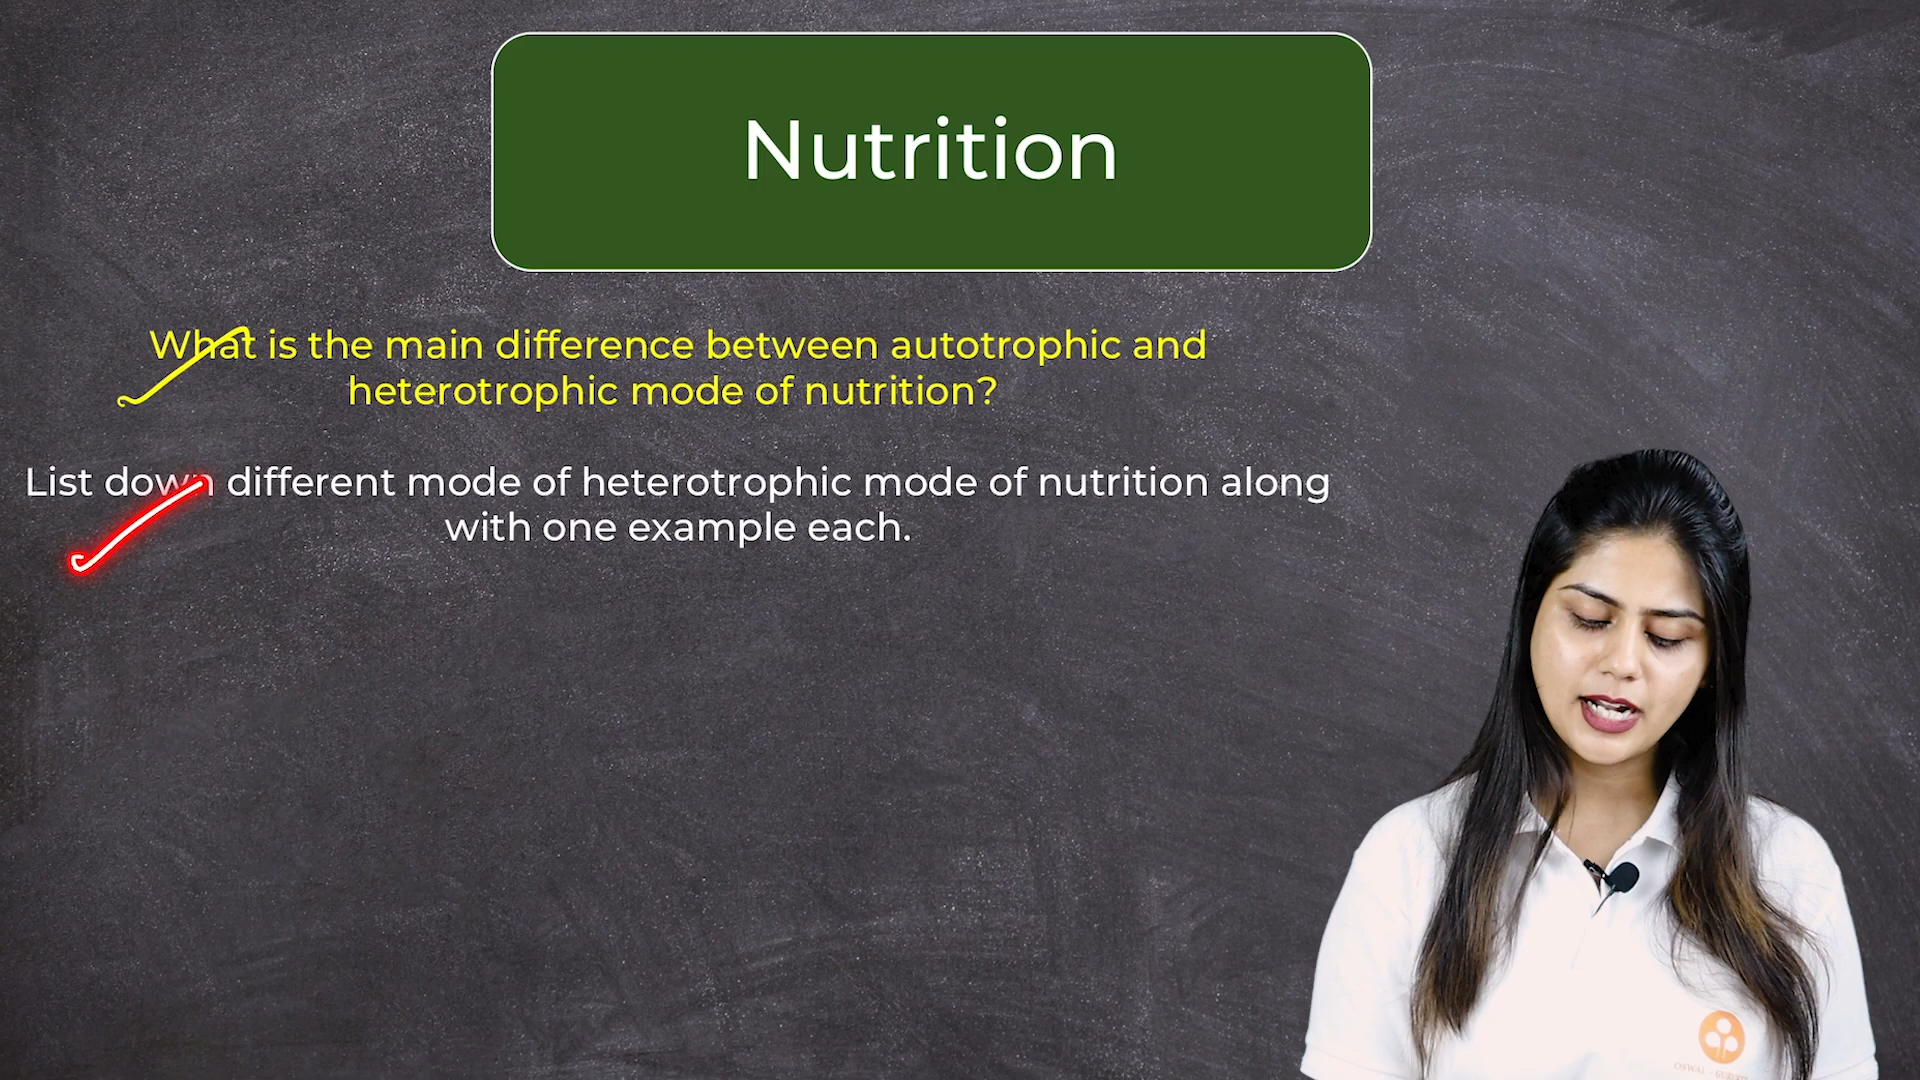 Nutrition
What is the main difference between autotrophic and
heterotrophic mode of nutrition?
List down different mode of heterotrophic mode of nutrition along
with one example each.